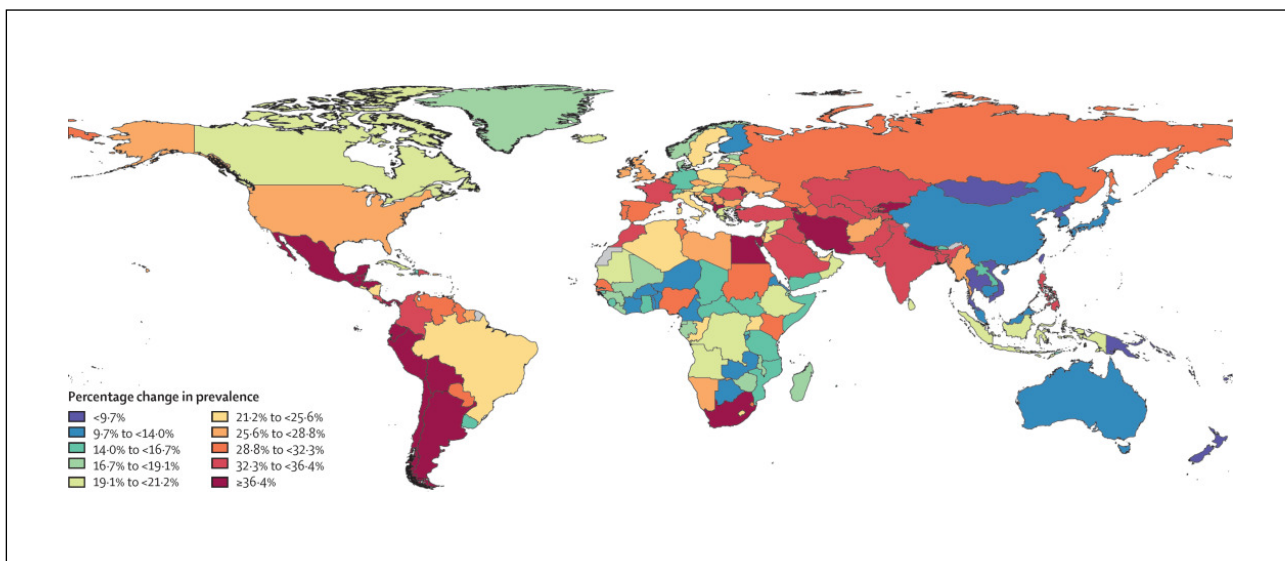 Percentage change in prevalence
<9·7%
9·7% to <14·0%
14·0% to <16·7%
16·7% to <19·1%
19·1% to <21·2%
21·2% to <25·6%
25·6% to <28·8%
28·8% to <32·3%
32·3% to <36·4%
≥36·4%